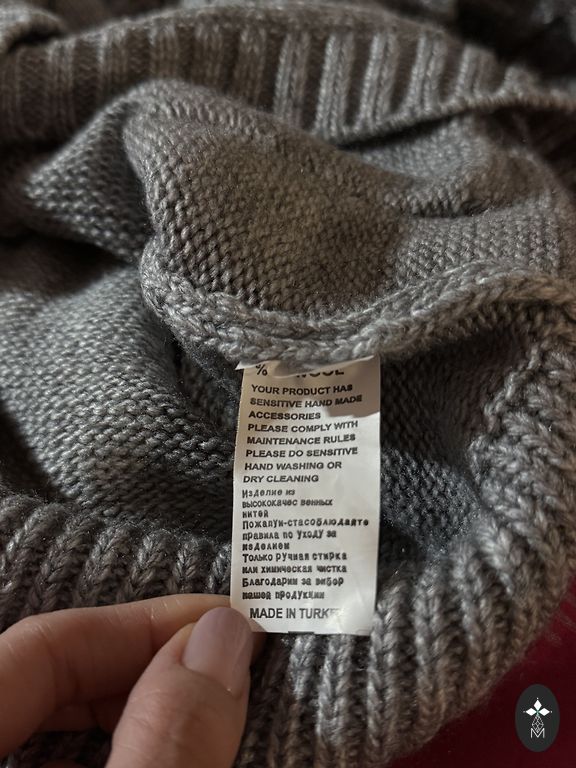 % WOOL
YOUR PRODUCT HAS
SENSITIVE HAND MADE
ACCESSORIES
PLEASE COMPLY WITH
MAINTENANCE RULES
PLEASE DO SENSITIVE
HAND WASHING OR
DRY CLEANING
Изделие из
высококачес венных
нитей
Пожалуп-стасоблюдайте
правила по уходу за
изделием
Только ручная стирка
или химическая чистка
Благодарим за вибор
нашей продукции
MADE IN TURKEY
M